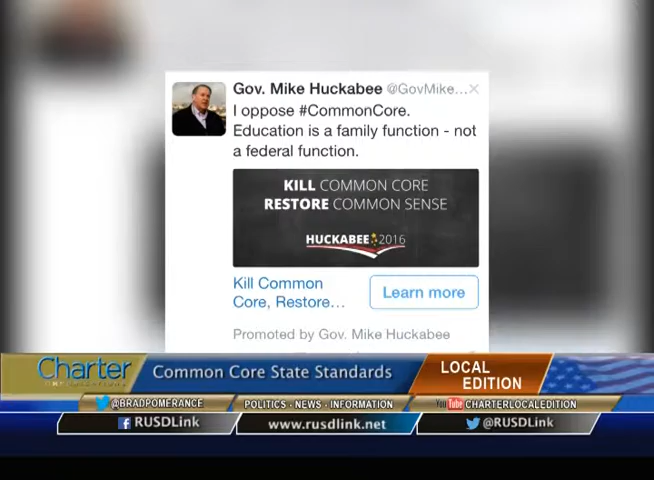 Gov. Mike Huckabee @GovMike... ×
I oppose #CommonCore.
Education is a family function - not
a federal function.
KILL COMMON CORE
RESTORE COMMON SENSE
HUCKABEE 2016
Kill Common
Core, Restore...
Learn more
Promoted by Gov. Mike Huckabee
Charter
Common Core State Standards
LOCAL
EDITION
@BRADPOMERANCE
POLITICS - NEWS - INFORMATION
YouTube CHARTERLOCALEDITION
RUSDLink
www.rusdlink.net
@RUSDLink